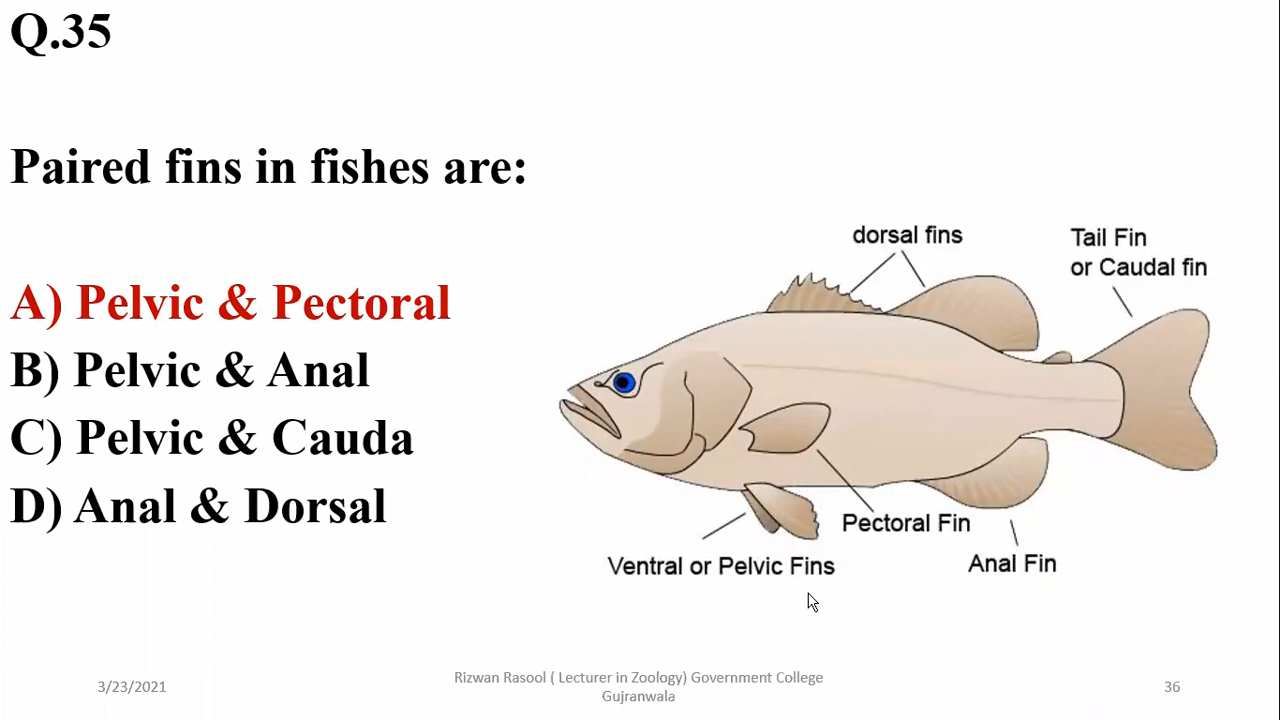 Q.35
Paired fins in fishes are:
A) Pelvic & Pectoral
B) Pelvic & Anal
C) Pelvic & Cauda
D) Anal & Dorsal
dorsal fins
Tail Fin
or Caudal fin
Pectoral Fin
Ventral or Pelvic Fins
Anal Fin
3/23/2021
Rizwan Rasool ( Lecturer in Zoology) Government College
Gujranwala
36